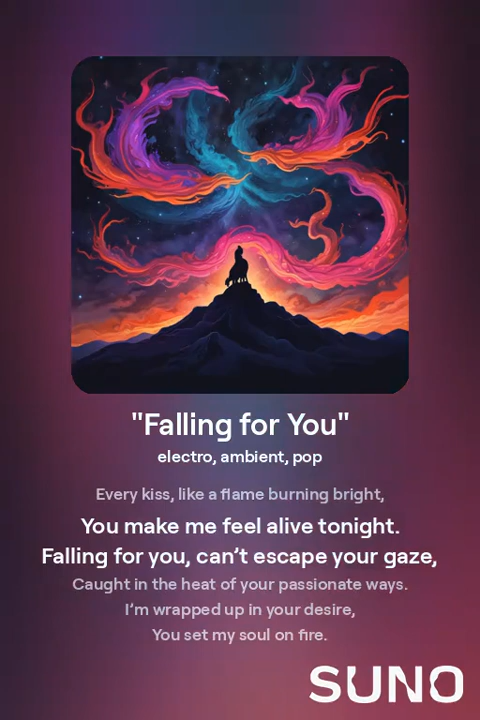 "Falling for You"
electro, ambient, pop
Every kiss, like a flame burning bright,
You make me feel alive tonight.
Falling for you, can’t escape your gaze,
Caught in the heat of your passionate ways.
I’m wrapped up in your desire,
You set my soul on fire.
SUNO